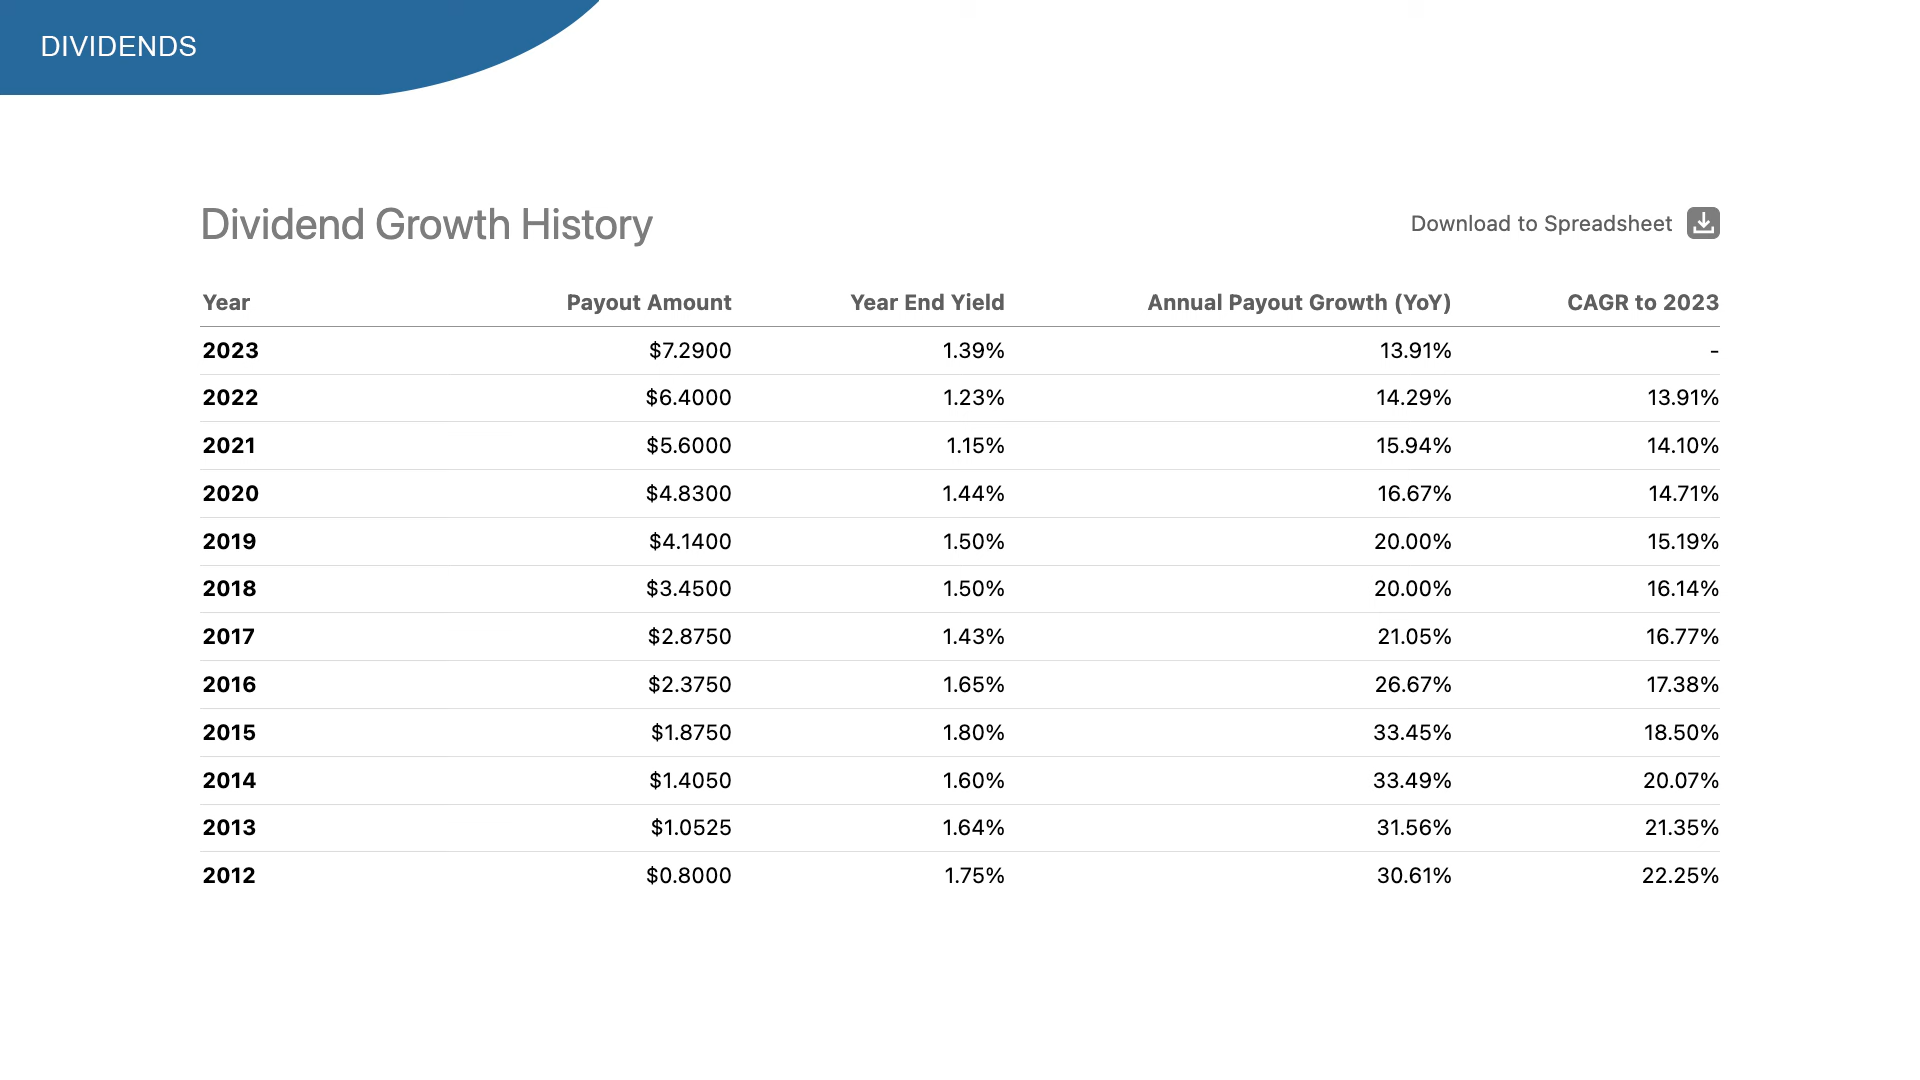 DIVIDENDS
Dividend Growth History
Download to Spreadsheet
Year Payout Amount Year End Yield Annual Payout Growth (YoY) CAGR to 2023
2023 $7.2900 1.39% 13.91% -
2022 $6.4000 1.23% 14.29% 13.91%
2021 $5.6000 1.15% 15.94% 14.10%
2020 $4.8300 1.44% 16.67% 14.71%
2019 $4.1400 1.50% 20.00% 15.19%
2018 $3.4500 1.50% 20.00% 16.14%
2017 $2.8750 1.43% 21.05% 16.77%
2016 $2.3750 1.65% 26.67% 17.38%
2015 $1.8750 1.80% 33.45% 18.50%
2014 $1.4050 1.60% 33.49% 20.07%
2013 $1.0525 1.64% 31.56% 21.35%
2012 $0.8000 1.75% 30.61% 22.25%